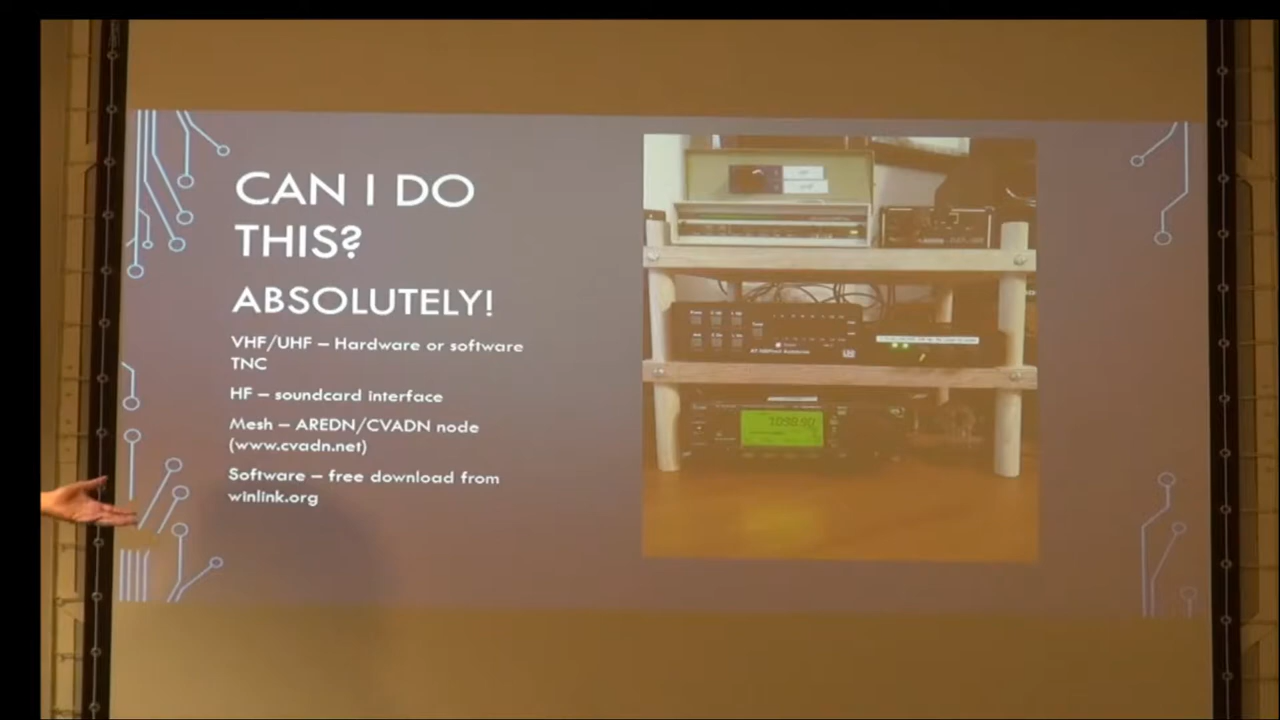 CAN I DO
THIS?
ABSOLUTELY!
VHF/UHF – Hardware or software
TNC
HF – soundcard interface
Mesh – AREDN/CVADN node
(www.cvadn.net)
Software – free download from
winlink.org